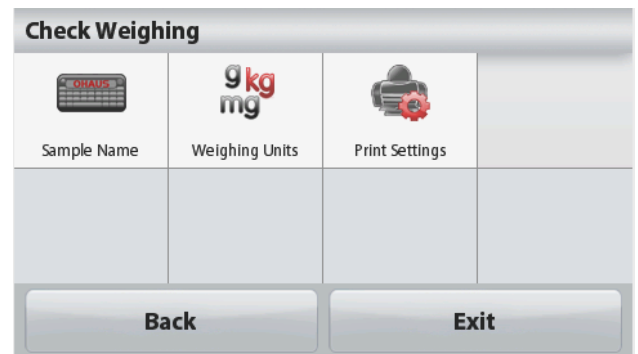 Check Weighing
OHAUS
g kg
mg
Sample Name
Weighing Units
Print Settings
Back
Exit